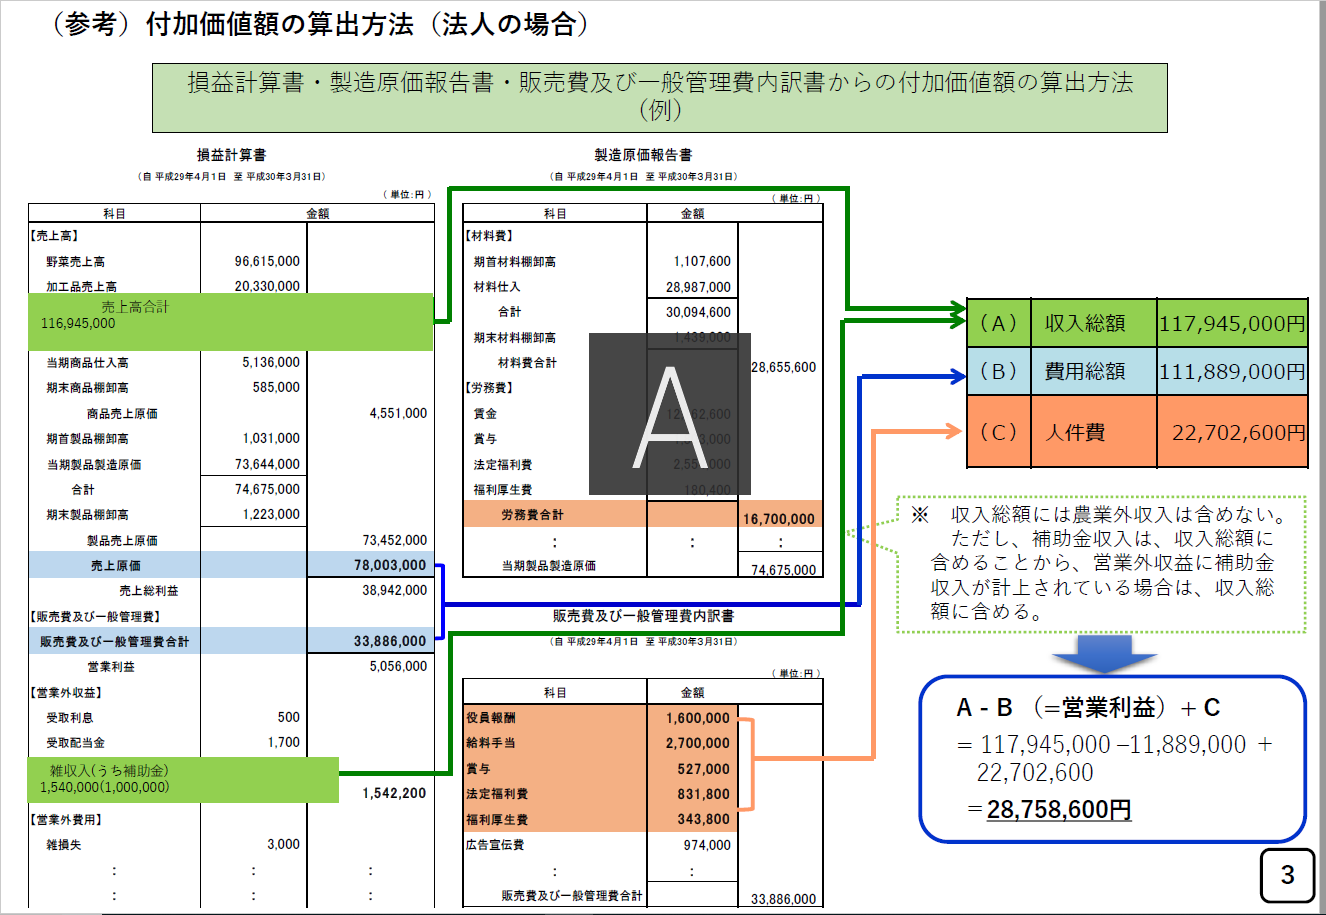 （参考）付加価値額の算出方法（法人の場合）
損益計算書・製造原価報告書・販売費及び一般管理費内訳書からの付加価値額の算出方法
（例）
損益計算書
（自 平成29年4月1日　至 平成30年3月31日）
（単位:円）
科目　金額
【売上高】
野菜売上高　96,615,000
加工品売上高　20,330,000
売上高合計
116,945,000
当期商品仕入高　5,136,000
期末商品棚卸高　585,000
商品売上原価　4,551,000
期首製品棚卸高　1,031,000
当期製品製造原価　73,644,000
合計　74,675,000
期末製品棚卸高　1,223,000
製品売上原価　73,452,000
売上原価　78,003,000
売上総利益　38,942,000
【販売費及び一般管理費】
販売費及び一般管理費合計　33,886,000
営業利益　5,056,000
【営業外収益】
受取利息　500
受取配当金　1,700
雑収入(うち補助金)
1,540,000(1,000,000)
1,542,200
【営業外費用】
雑損失　3,000
:　:　:
:　:　:
製造原価報告書
（自 平成29年4月1日　至 平成30年3月31日）
（単位:円）
科目　金額
【材料費】
期首材料棚卸高　1,107,600
材料仕入　28,987,000
合計　30,094,600
期末材料棚卸高　1,439,000
材料費合計　28,655,600
【労務費】
賃金
賞与
法定福利費
福利厚生費　180,400
A
労務費合計　16,700,000
:　:　:
当期製品製造原価　74,675,000
販売費及び一般管理費内訳書
（自 平成29年4月1日　至 平成30年3月31日）
（単位:円）
科目　金額
役員報酬　1,600,000
給料手当　2,700,000
賞与　527,000
法定福利費　831,800
福利厚生費　343,800
広告宣伝費　974,000
:　:
販売費及び一般管理費合計　33,886,000
（A）　収入総額　117,945,000円
（B）　費用総額　111,889,000円
（C）　人件費　22,702,600円
※　収入総額には農業外収入は含めない。
ただし、補助金収入は、収入総額に
含めることから、営業外収益に補助金
収入が計上されている場合は、収入総
額に含める。
A - B （=営業利益）+ C
= 117,945,000 –11,889,000 +
22,702,600
= 28,758,600円
3